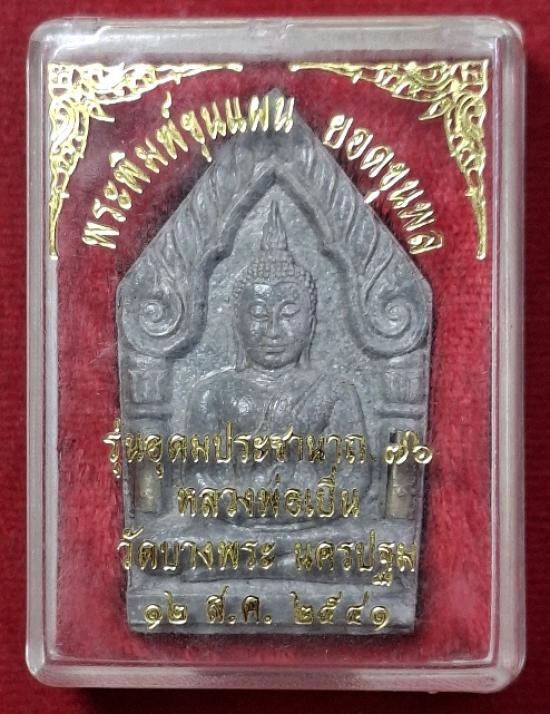 พระพิมพ์ขุนแผน ยอดขุนพล
รุ่นอุดมประชานาถ ๗๖
หลวงพ่อเปิ่น
วัดบางพระ นครปฐม
๑๒ ส.ค. ๒๕๔๑